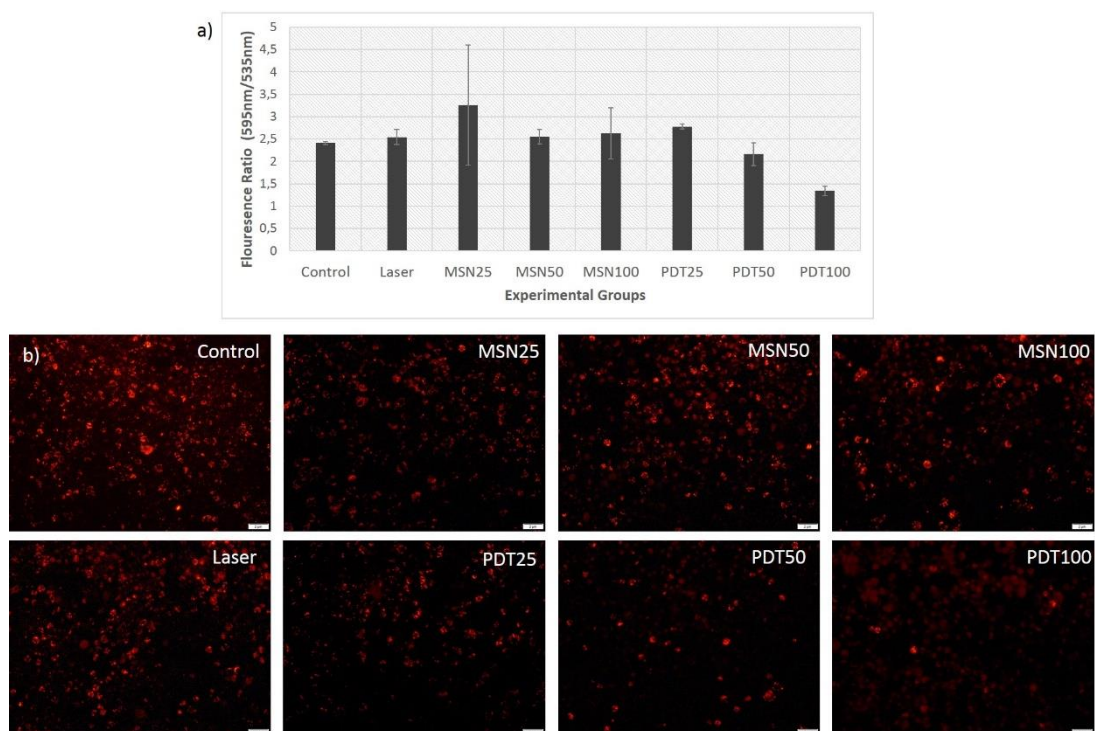 a)
Flouresence Ratio (595nm/535nm)
5
4,5
4
3,5
3
2,5
2
1,5
1
0,5
0
Control Laser MSN25 MSN50 MSN100 PDT25 PDT50 PDT100
Experimental Groups
b)
Control
MSN25
MSN50
MSN100
Laser
PDT25
PDT50
PDT100